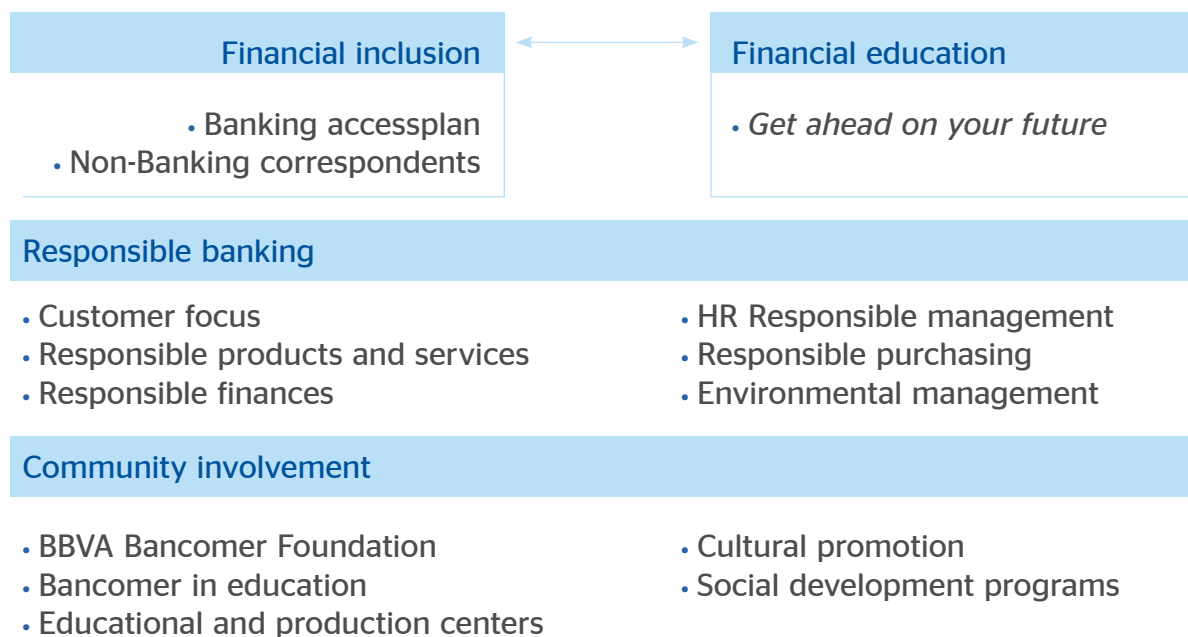 Financial inclusion
• Banking accessplan
• Non-Banking correspondents
Financial education
• Get ahead on your future
Responsible banking
• Customer focus
• Responsible products and services
• Responsible finances
• HR Responsible management
• Responsible purchasing
• Environmental management
Community involvement
• BBVA Bancomer Foundation
• Bancomer in education
• Educational and production centers
• Cultural promotion
• Social development programs